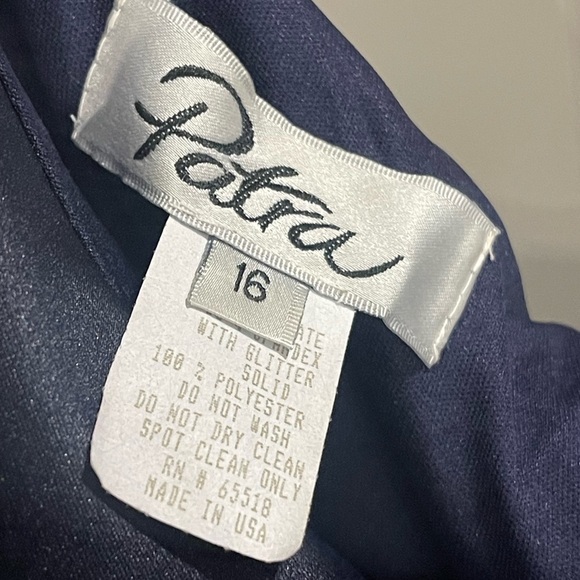 Patra
16
WITH GLITTER
SOLID
100 % POLYESTER
DO NOT WASH
DO NOT DRY CLEAN
SPOT CLEAN ONLY
RN # 65518
MADE IN USA